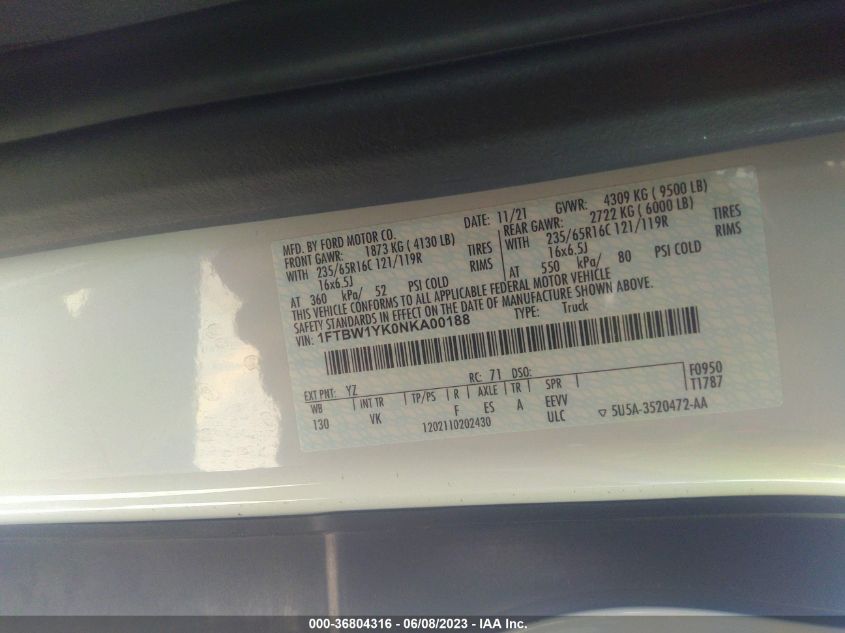 MFD. BY FORD MOTOR CO.
DATE: 11/21 GVWR: 4309 KG ( 9500 LB)
FRONT GAWR: 1873 KG ( 4130 LB) REAR GAWR: 2722 KG ( 6000 LB)
WITH 235/65R16C 121/119R TIRES WITH 235/65R16C 121/119R TIRES
16x6.5J RIMS 16x6.5J RIMS
AT 360 kPa/ 52 PSI COLD AT 550 kPa/ 80 PSI COLD
THIS VEHICLE CONFORMS TO ALL APPLICABLE FEDERAL MOTOR VEHICLE
SAFETY STANDARDS IN EFFECT ON THE DATE OF MANUFACTURE SHOWN ABOVE.
VIN: 1FTBW1YK0NKA00188 TYPE: Truck
F0950
EXT PNT: YZ RC: 71 DSO: T1787
WB INT TR TP/PS R AXLE TR SPR
130 VK F ES A EEVV
1202110202430 ULC 5U5A-3520472-AA
000-36804316 - 06/08/2023 - IAA Inc.